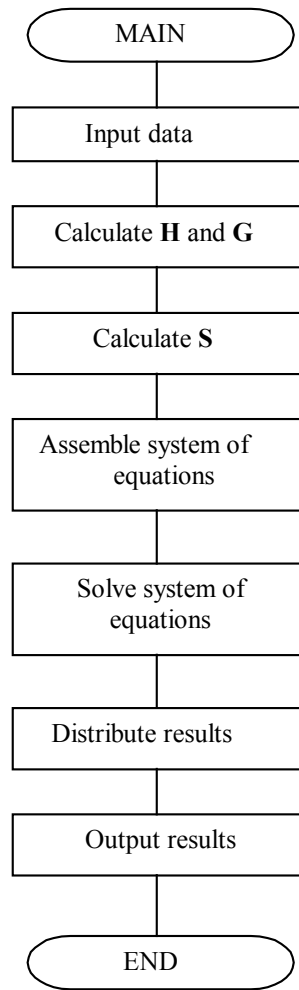 MAIN
Input data
Calculate H and G
Calculate S
Assemble system of
equations
Solve system of
equations
Distribute results
Output results
END